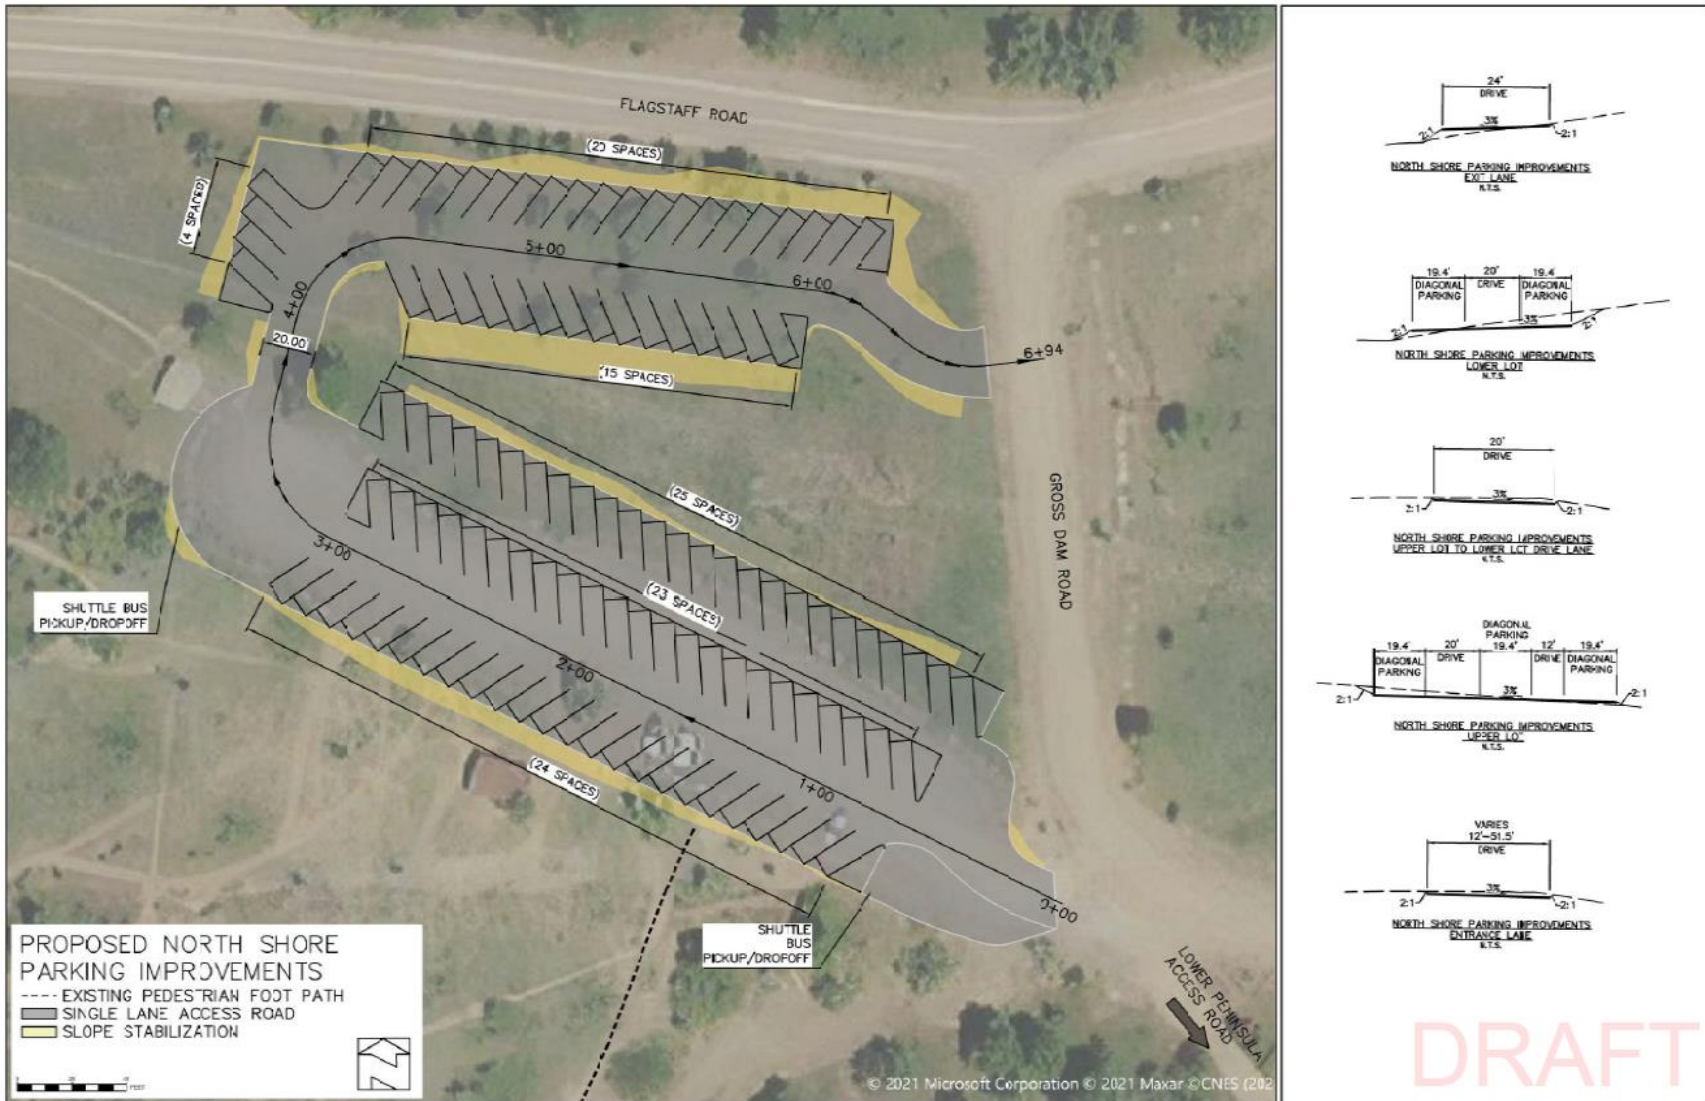 FLAGSTAFF ROAD
(20 SPACES)
(4 SPACES)
5+00
6+00
4+00
20.00
6+94
(15 SPACES)
(25 SPACES)
GROSS DAM ROAD
3+00
(23 SPACES)
SHUTTLE BUS
PICKUP/DROPOFF
2+00
(24 SPACES)
1+00
0+00
SHUTTLE
BUS
PICKUP/DROPOFF
LOWER PENINSULA
ACCESS ROAD
PROPOSED NORTH SHORE
PARKING IMPROVEMENTS
EXISTING PEDESTRIAN FOOT PATH
SINGLE LANE ACCESS ROAD
SLOPE STABILIZATION
FEET
© 2021 Microsoft Corporation © 2021 Maxar ©CNES (202
24'
DRIVE
2:1 3% 2:1
NORTH SHORE PARKING IMPROVEMENTS
EXIT LANE
N.T.S.
19.4' 20' 19.4'
DIAGONAL PARKING DRIVE DIAGONAL PARKING
2:1 3% 2:1
NORTH SHORE PARKING IMPROVEMENTS
LOWER LOT
N.T.S.
20'
DRIVE
2:1 3% 2:1
NORTH SHORE PARKING IMPROVEMENTS
UPPER LOT TO LOWER LOT DRIVE LANE
N.T.S.
DIAGONAL
PARKING
19.4' 20' 19.4' 12' 19.4'
DIAGONAL PARKING DRIVE DRIVE DIAGONAL PARKING
2:1 3% 2:1
NORTH SHORE PARKING IMPROVEMENTS
UPPER LOT
N.T.S.
VARIES
12'-51.5'
DRIVE
2:1 3% 2:1
NORTH SHORE PARKING IMPROVEMENTS
ENTRANCE LANE
N.T.S.
DRAFT